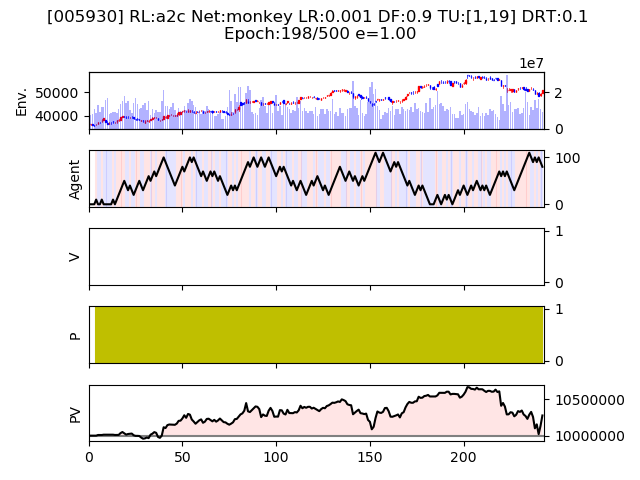 [005930] RL:a2c Net:monkey LR:0.001 DF:0.9 TU:[1,19] DRT:0.1
Epoch:198/500 e=1.00
1e7
Env.
50000
40000
2
0
Agent
100
0
V
1
0
P
1
0
PV
10500000
10000000
0 50 100 150 200